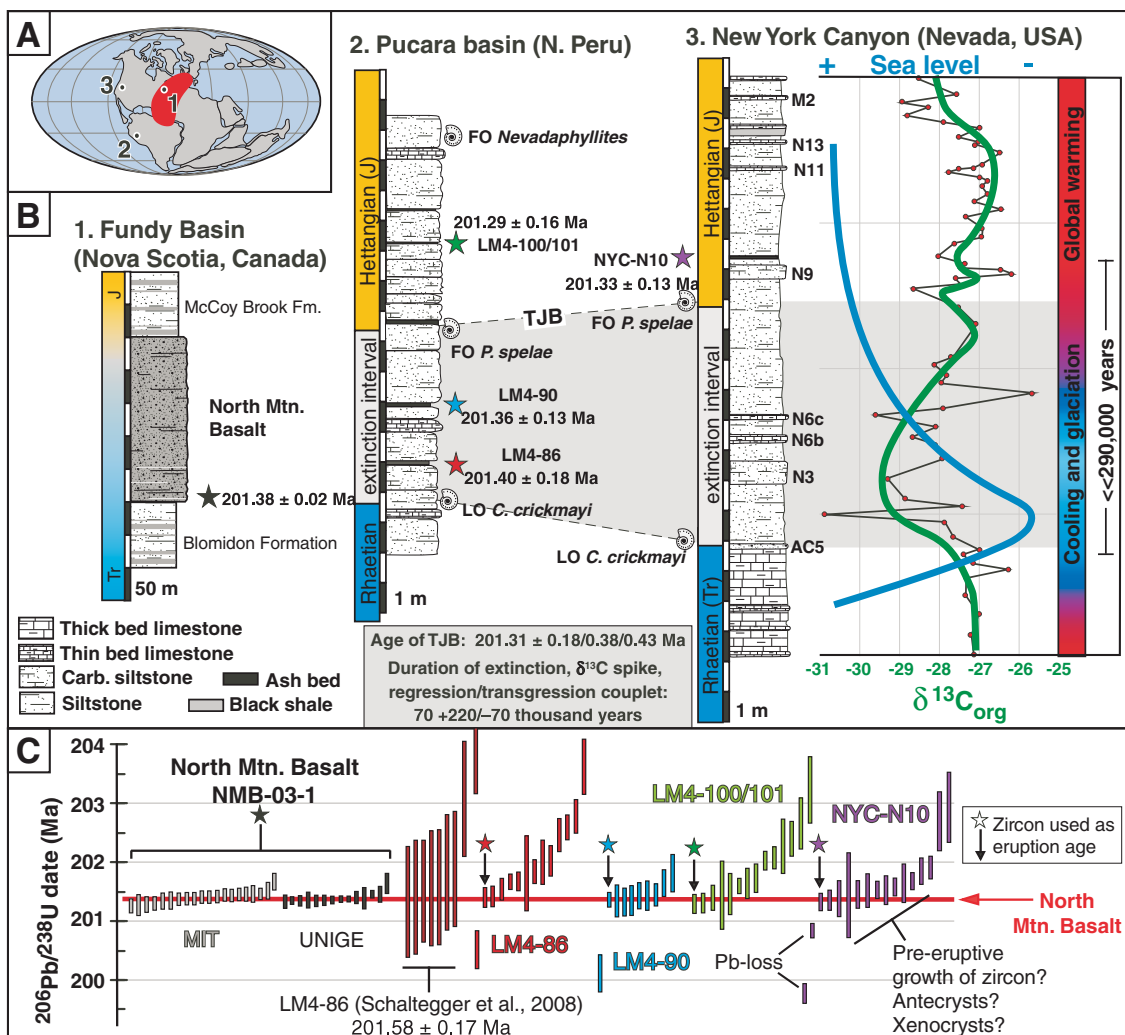 A
3
1
2
2. Pucara basin (N. Peru)
3. New York Canyon (Nevada, USA)
+ Sea level -
B
1. Fundy Basin
(Nova Scotia, Canada)
J
Tr
McCoy Brook Fm.
North Mtn.
Basalt
201.38 ± 0.02 Ma
Blomidon Formation
50 m
Thick bed limestone
Thin bed limestone
Carb. siltstone
Ash bed
Siltstone
Black shale
Hettangian (J)
extinction interval
Rhaetian
FO Nevadaphyllites
201.29 ± 0.16 Ma
LM4-100/101
FO P. spelae
LM4-90
201.36 ± 0.13 Ma
LM4-86
201.40 ± 0.18 Ma
LO C. crickmayi
1 m
TJB
NYC-N10
201.33 ± 0.13 Ma
FO P. spelae
LO C. crickmayi
Hettangian (J)
extinction interval
Rhaetian (Tr)
1 m
M2
N13
N11
N9
N6c
N6b
N3
AC5
Global warming
Cooling and glaciation
<<290,000 years
-31 -30 -29 -28 -27 -26 -25
δ13Corg
Age of TJB: 201.31 ± 0.18/0.38/0.43 Ma
Duration of extinction, δ13C spike,
regression/transgression couplet:
70 +220/–70 thousand years
C
206Pb/238U date (Ma)
204
203
202
201
200
North Mtn. Basalt
NMB-03-1
MIT
UNIGE
LM4-86 (Schaltegger et al., 2008)
201.58 ± 0.17 Ma
LM4-86
LM4-90
LM4-100/101
NYC-N10
Pb-loss
Zircon used as
eruption age
North
Mtn. Basalt
Pre-eruptive
growth of zircon?
Antecrysts?
Xenocrysts?